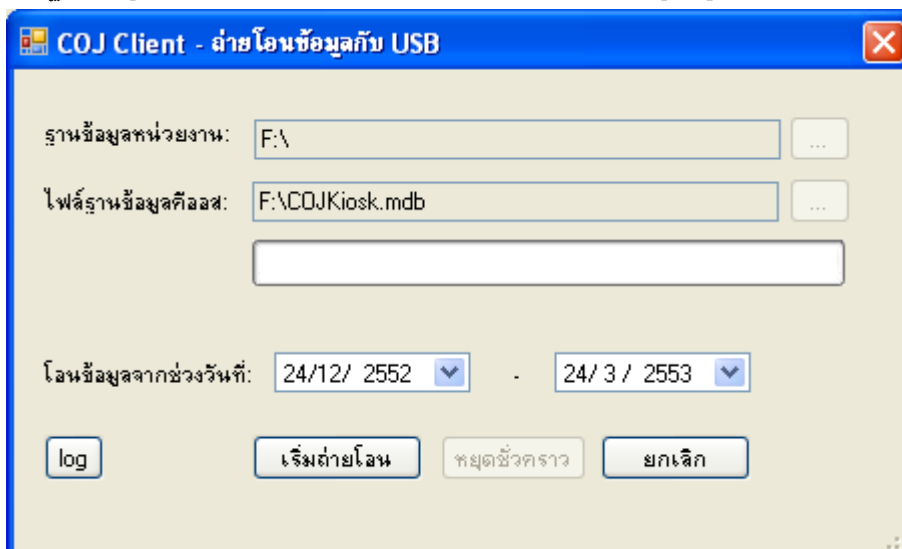 COJ Client - ถ่ายโอนข้อมูลกับ USB
ฐานข้อมูลหน่วยงาน: F:\ ...
ไฟล์ฐานข้อมูลคีออส: F:\COJKiosk.mdb ...
โอนข้อมูลจากช่วงวันที่: 24/12/ 2552 - 24/ 3 / 2553
log เริ่มถ่ายโอน หยุดชั่วคราว ยกเลิก